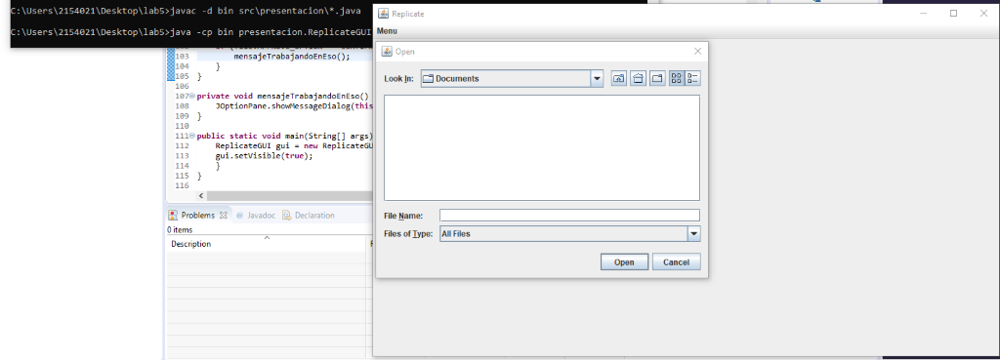 C:\Users\2154021\Desktop\lab5>javac -d bin src\presentacion\*.java
C:\Users\2154021\Desktop\lab5>java -cp bin presentacion.ReplicateGUI
Replicate
Menu
Open
Look In:
Documents
File Name:
Files of Type:
All Files
Open
Cancel
103 mensajeTrabajandoEnEso();
104 }
105 }
106
107 private void mensajeTrabajandoEnEso()
108 JOptionPane.showMessageDialog(this
109 }
110
111 public static void main(String[] args)
112 ReplicateGUI gui = new ReplicateGU
113 gui.setVisible(true);
114 }
115 }
116
Problems
Javadoc
Declaration
0 items
Description